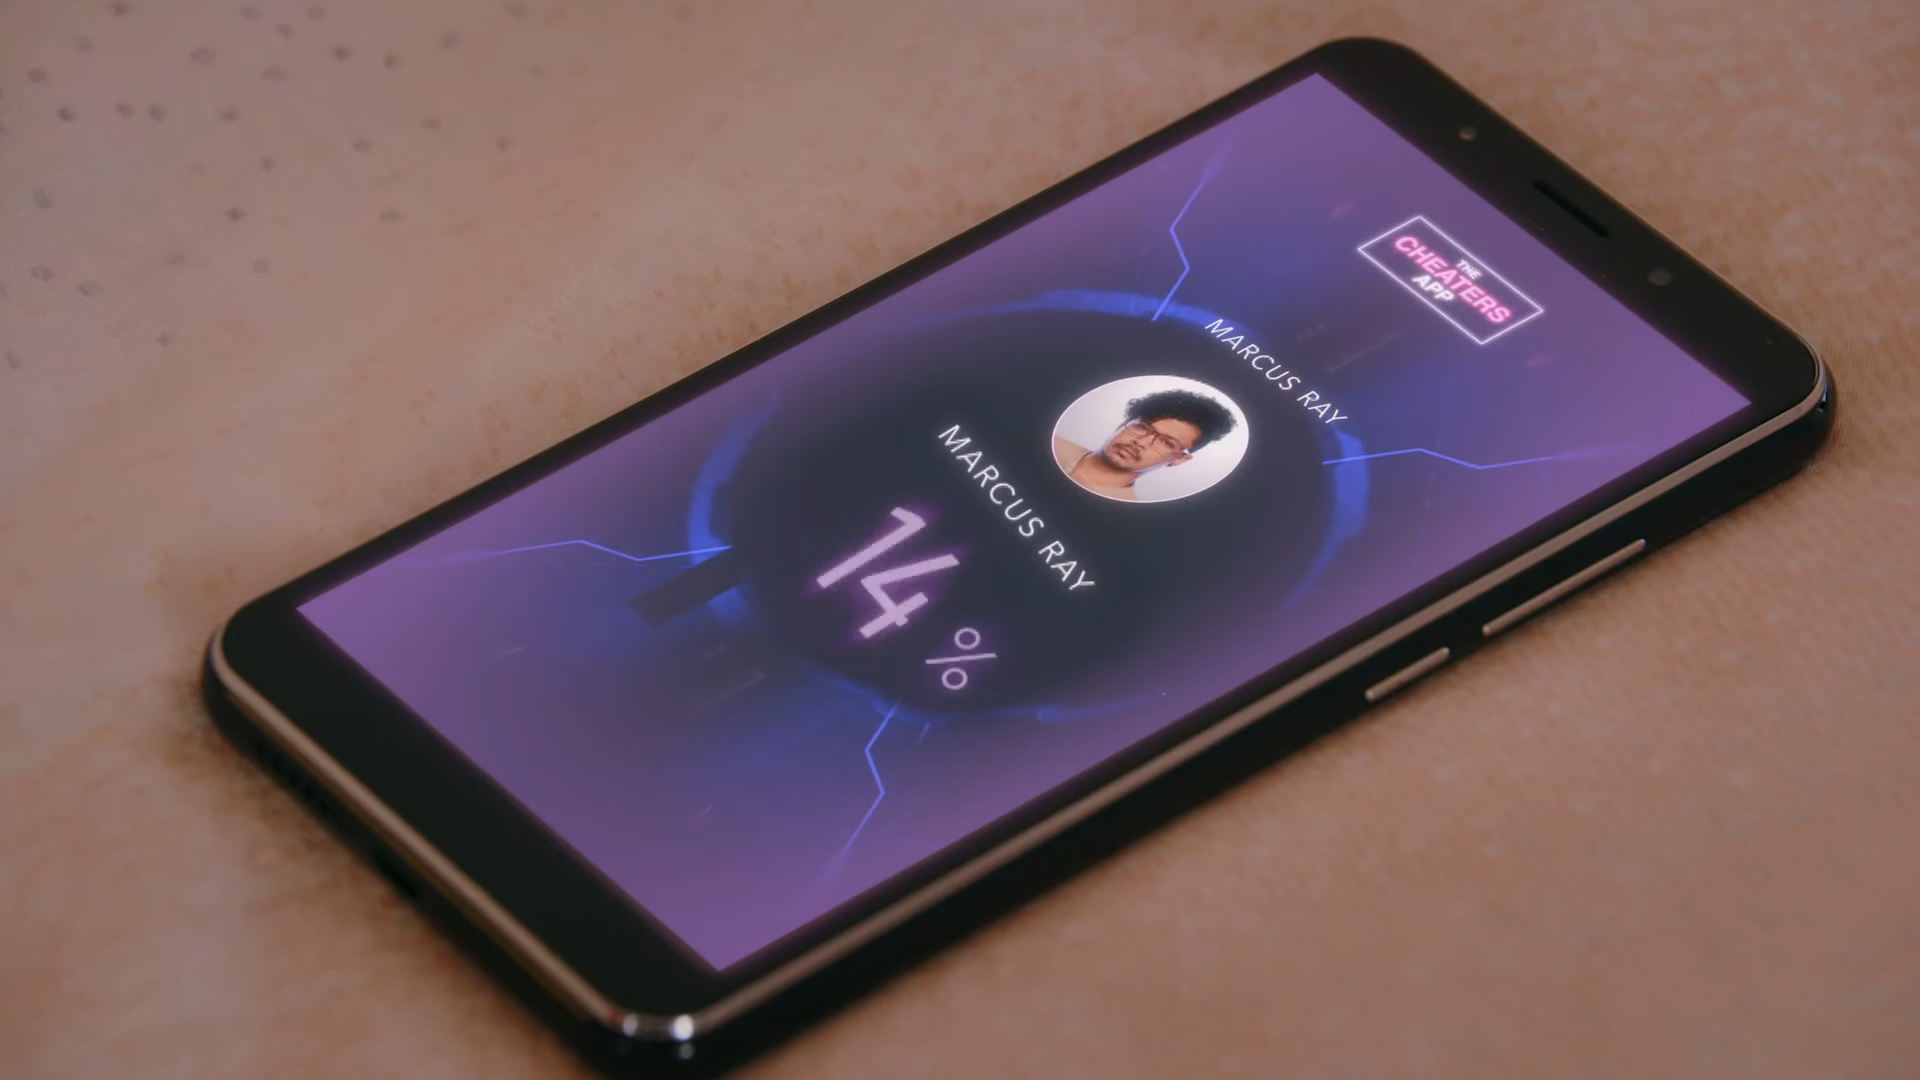 THE
CHEATERS
APP
MARCUS RAY
MARCUS RAY
14 %